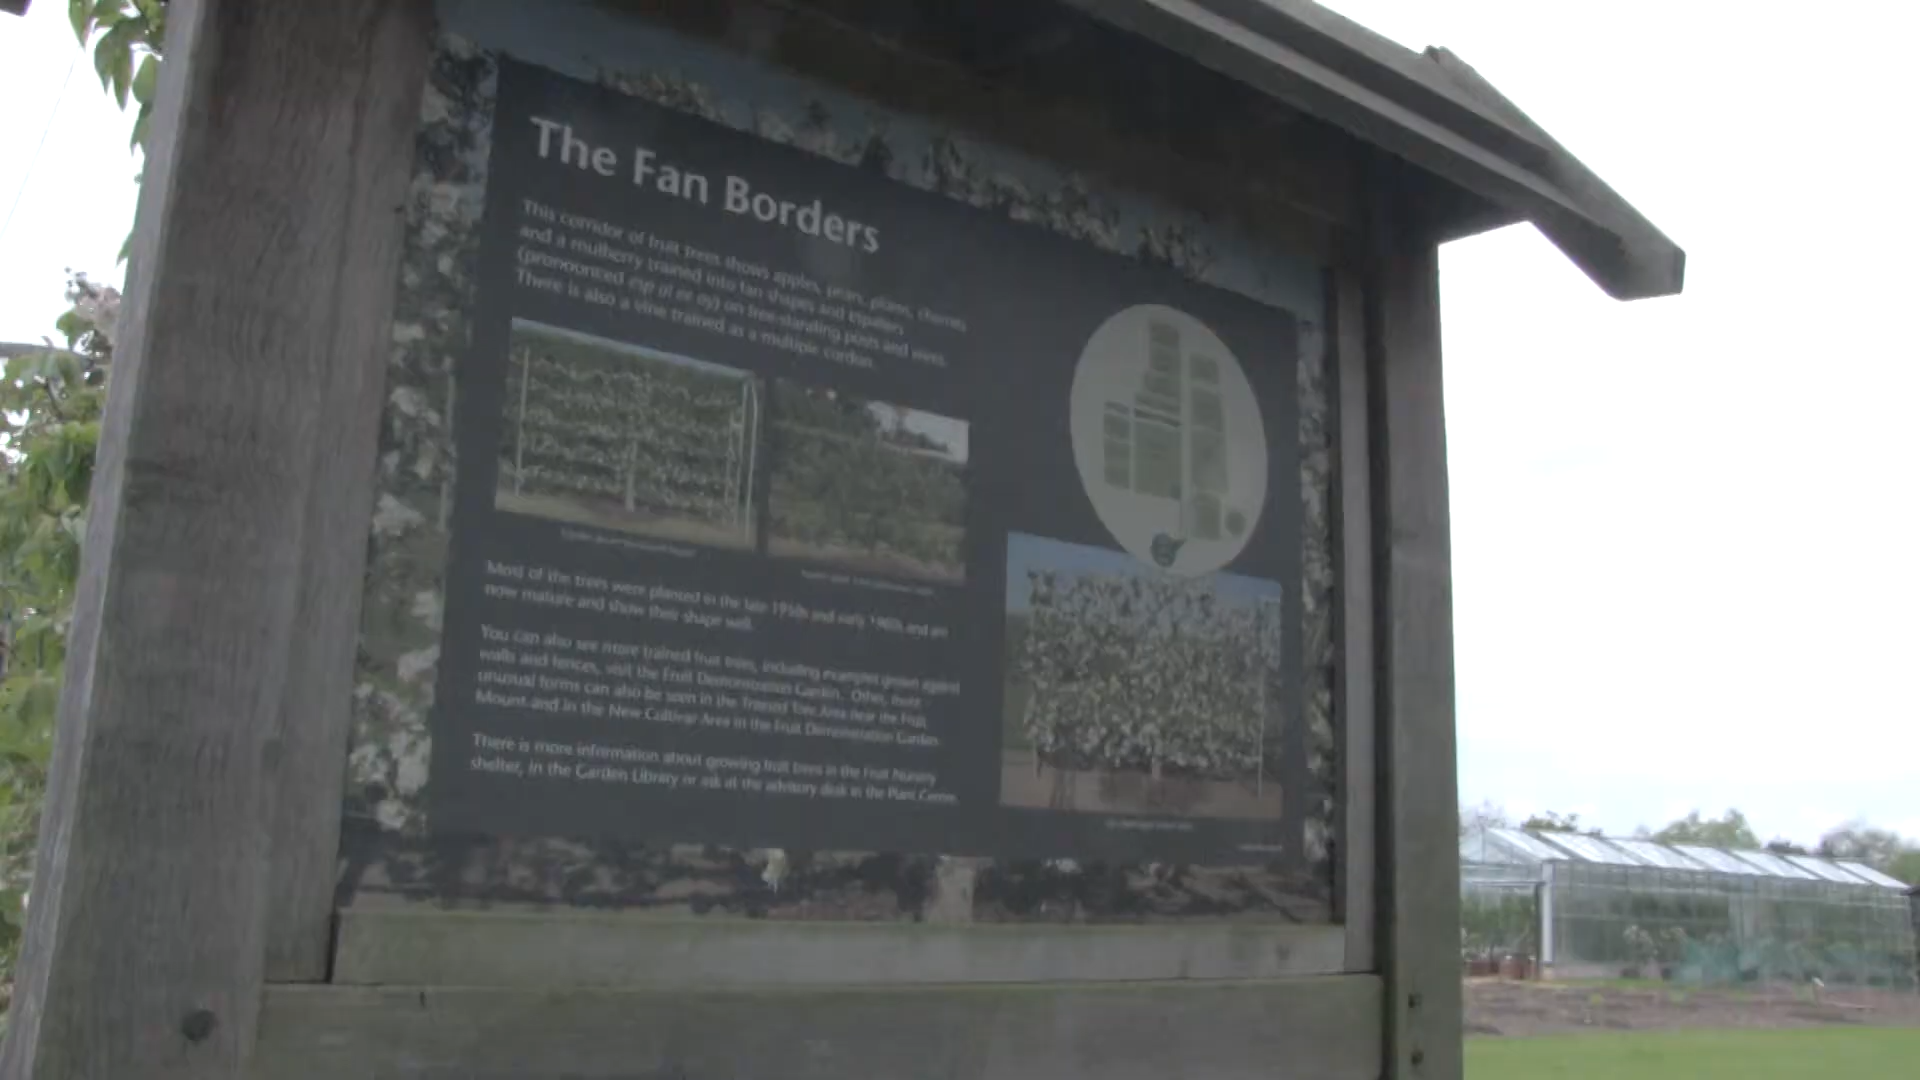 The Fan Borders
This corridor of fruit trees shows apples, pears, plums, cherries
and a mulberry trained into fan shapes and espaliers
(pronounced esp al ee ay) on free-standing posts and wires.
There is also a vine trained as a multiple cordon.
Most of the trees were planted in the late 1950s and early 1960s and are
now mature and show their shape well.
You can also see more trained fruit trees, including examples grown against
walls and fences, visit the Fruit Demonstration Garden. Other, more
unusual forms can also be seen in the Trained Tree Area near the Fruit
Mount and in the New Cultivar Area in the Fruit Demonstration Garden.
There is more information about growing fruit trees in the Fruit Nursery
shelter, in the Garden Library or ask at the advisory desk in the Plant Centre.